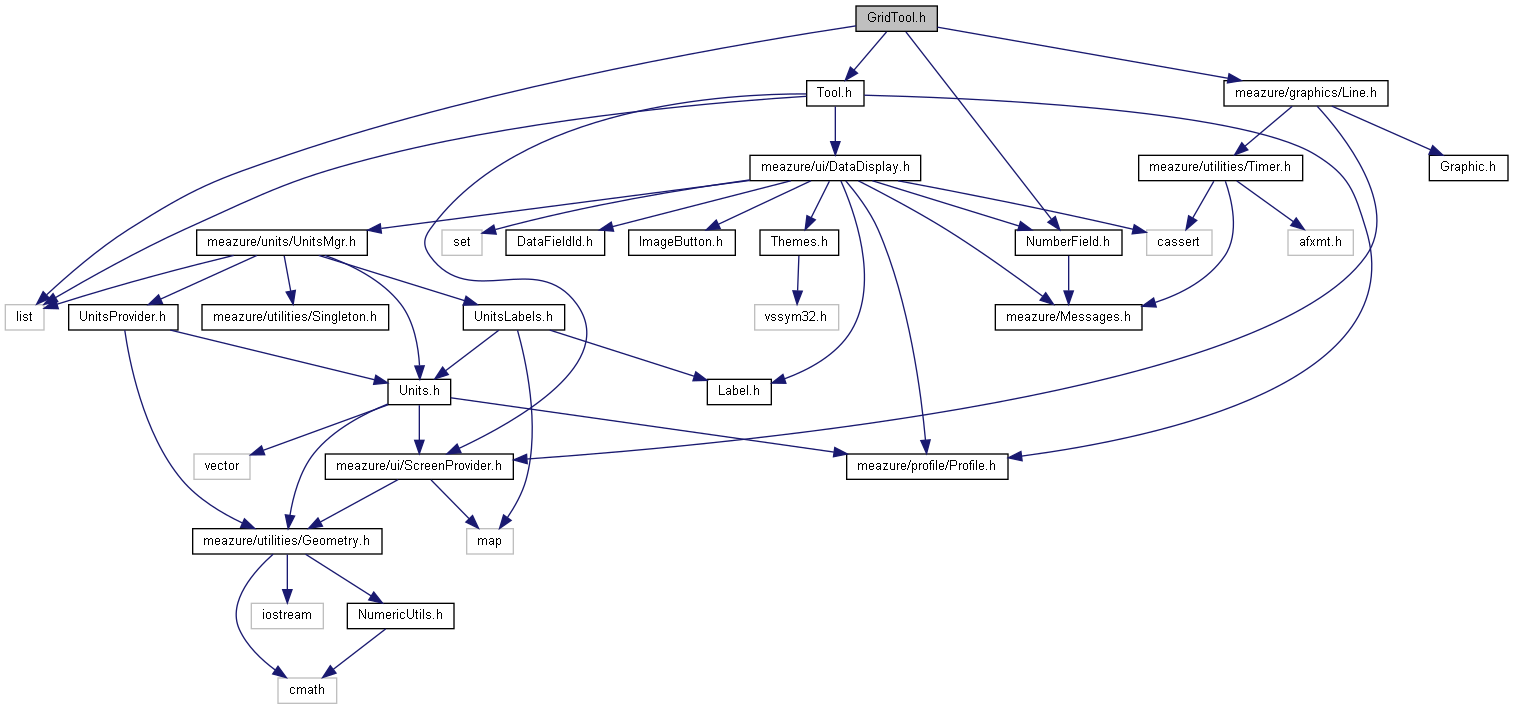 GridTool.h
Tool.h
meazure/graphics/Line.h
meazure/ui/DataDisplay.h
meazure/utilities/Timer.h
Graphic.h
meazure/units/UnitsMgr.h
set
DataFieldId.h
ImageButton.h
Themes.h
NumberField.h
cassert
afxmt.h
list
UnitsProvider.h
meazure/utilities/Singleton.h
UnitsLabels.h
vssym32.h
meazure/Messages.h
Units.h
Label.h
vector
meazure/ui/ScreenProvider.h
meazure/profile/Profile.h
meazure/utilities/Geometry.h
map
iostream
NumericUtils.h
cmath